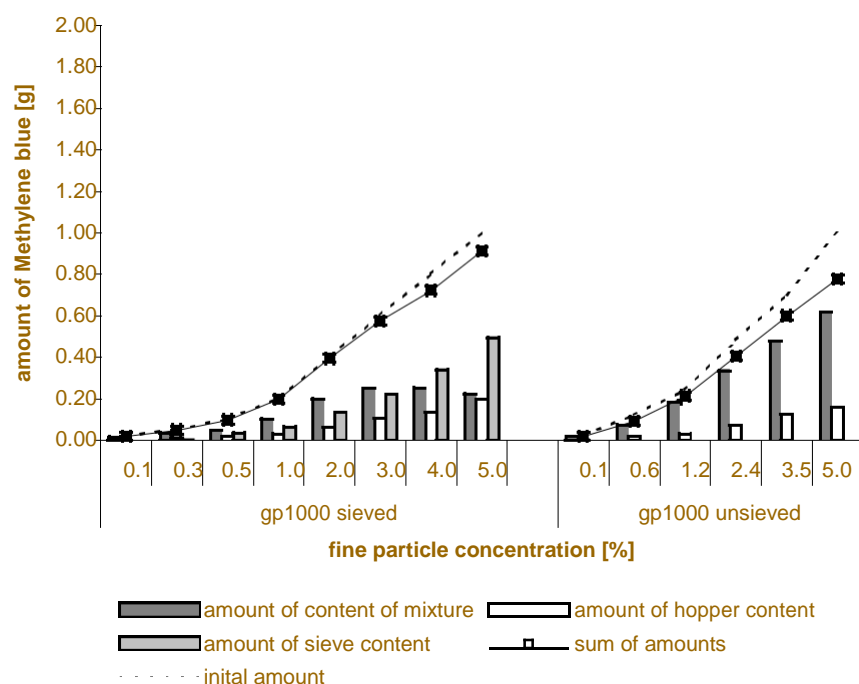 2.00
1.80
1.60
1.40
1.20
1.00
0.80
0.60
0.40
0.20
0.00
amount of Methylene blue [g]
0.1 0.3 0.5 1.0 2.0 3.0 4.0 5.0 0.1 0.6 1.2 2.4 3.5 5.0
gp1000 sieved gp1000 unsieved
fine particle concentration [%]
amount of content of mixture amount of hopper content
amount of sieve content sum of amounts
inital amount